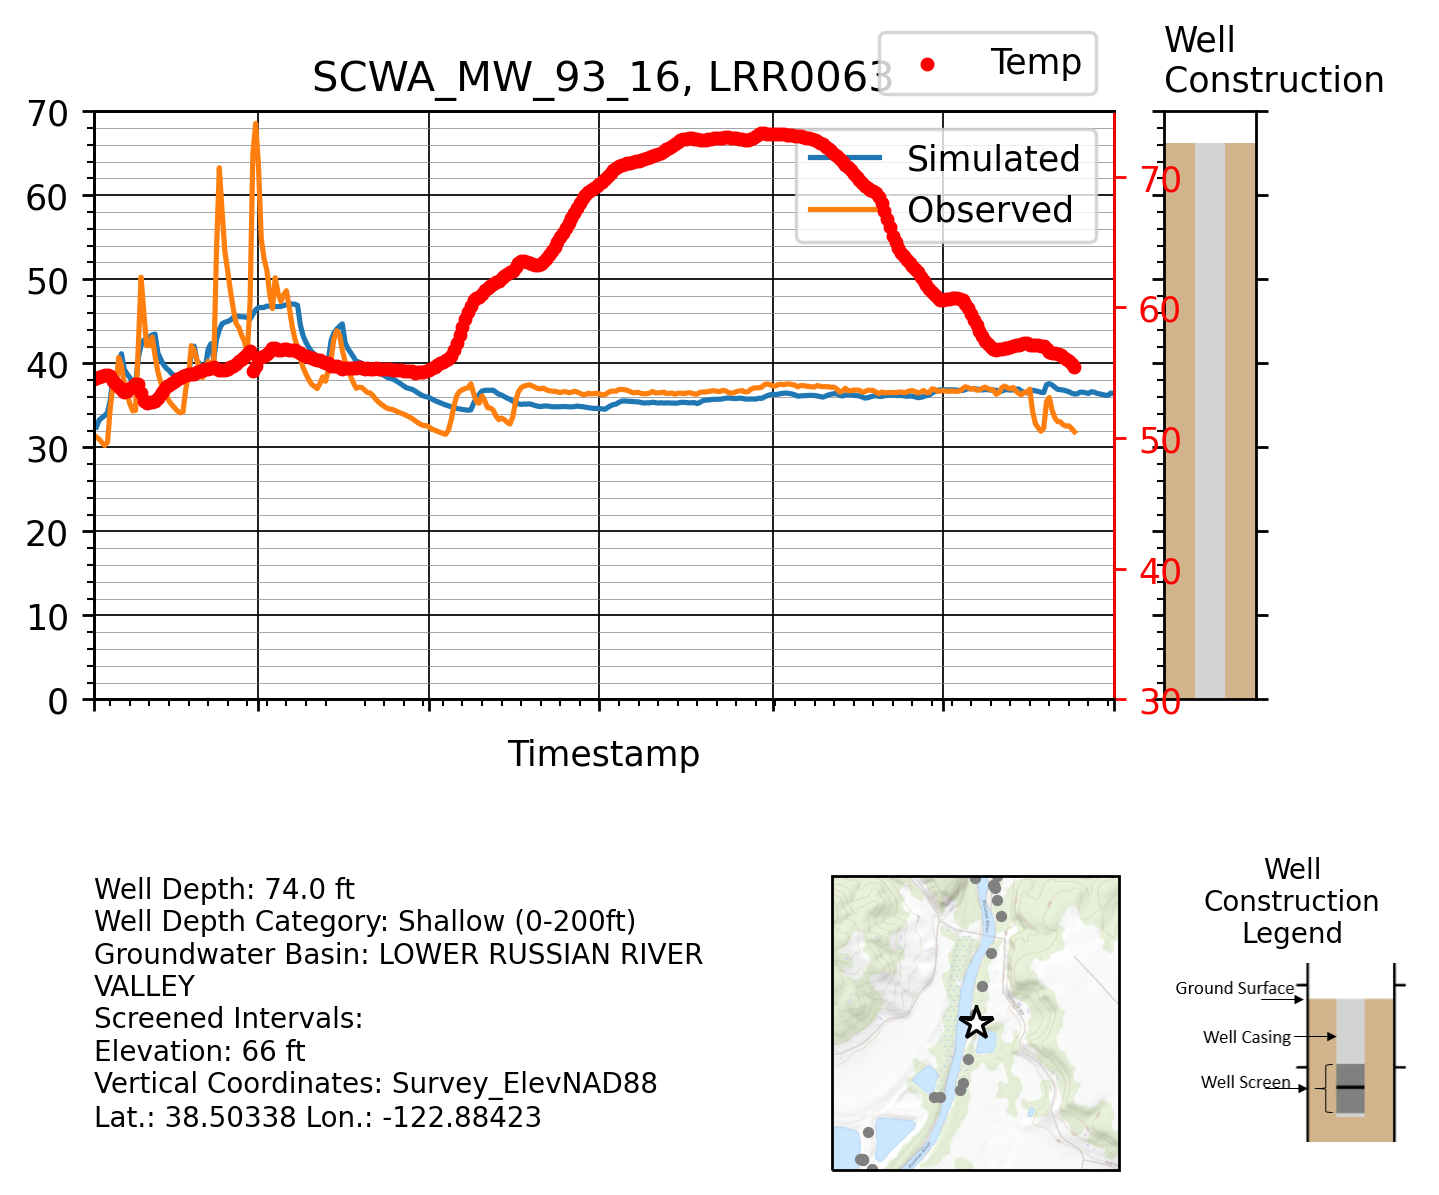 Well
Construction
SCWA_MW_93_16, LRR0063
Temp
Simulated
Observed
70
60
50
40
30
20
10
0
70
60
50
40
30
Timestamp
Well Depth: 74.0 ft
Well Depth Category: Shallow (0-200ft)
Groundwater Basin: LOWER RUSSIAN RIVER
VALLEY
Screened Intervals:
Elevation: 66 ft
Vertical Coordinates: Survey_ElevNAD88
Lat.: 38.50338 Lon.: -122.88423
Well
Construction
Legend
Ground Surface
Well Casing
Well Screen